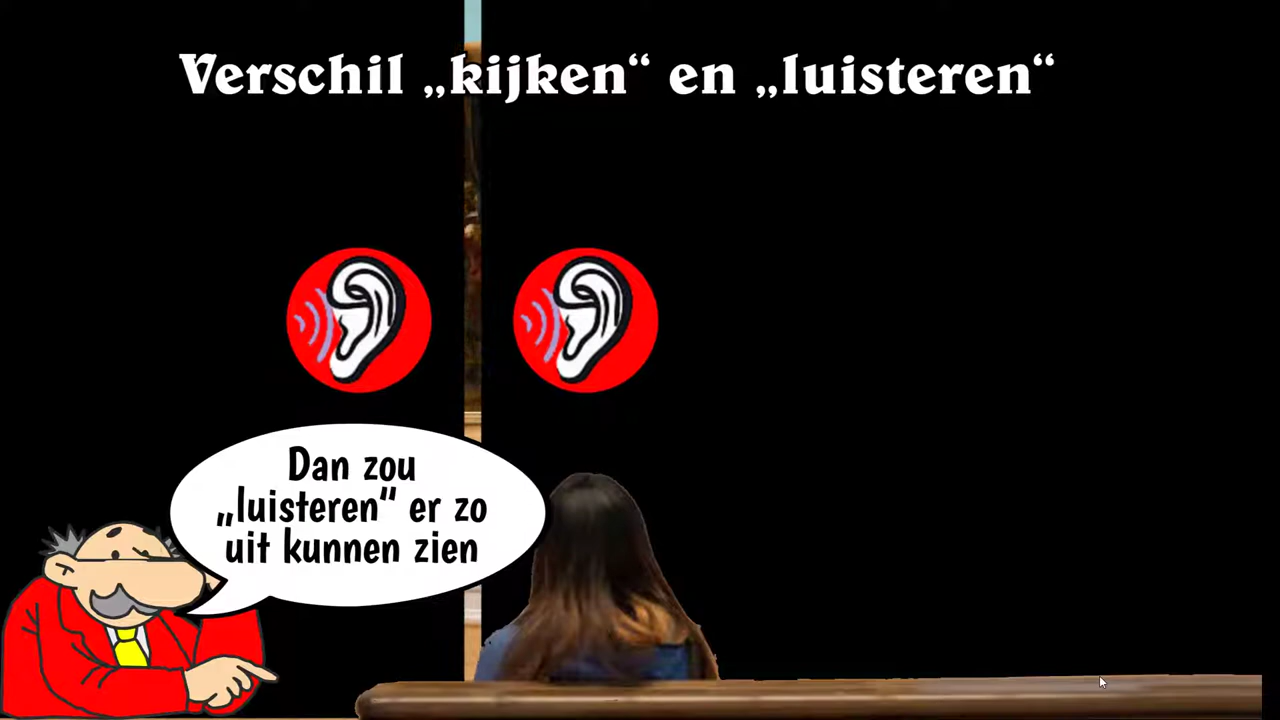 Verschil „kijken“ en „luisteren“
Dan zou
„luisteren“ er zo
uit kunnen zien